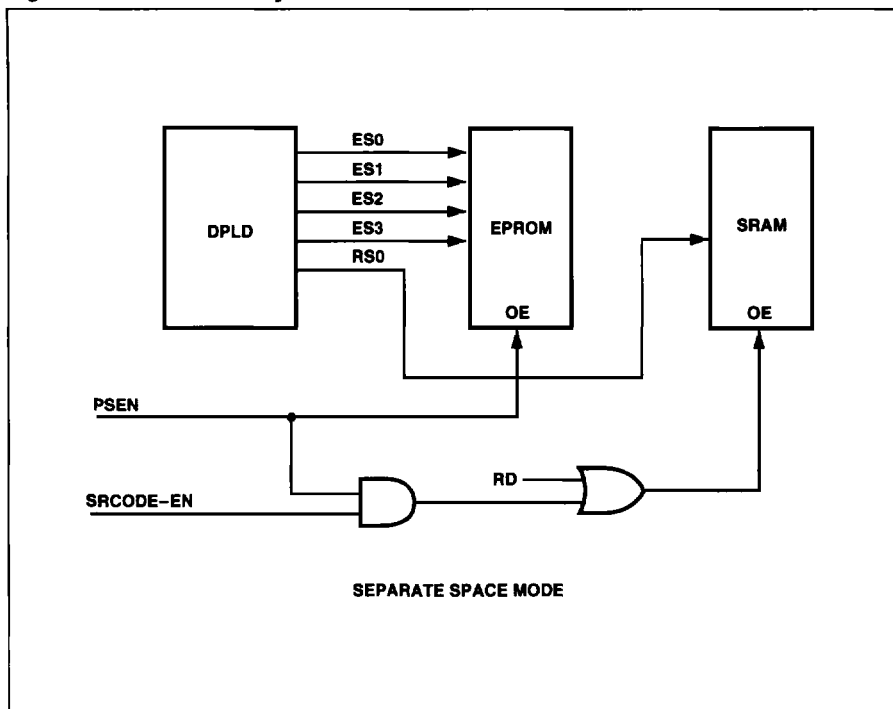 ES0
ES1
ES2
ES3
RS0
DPLD
EPROM
OE
SRAM
OE
PSEN
SRCODE–EN
RD
SEPARATE SPACE MODE